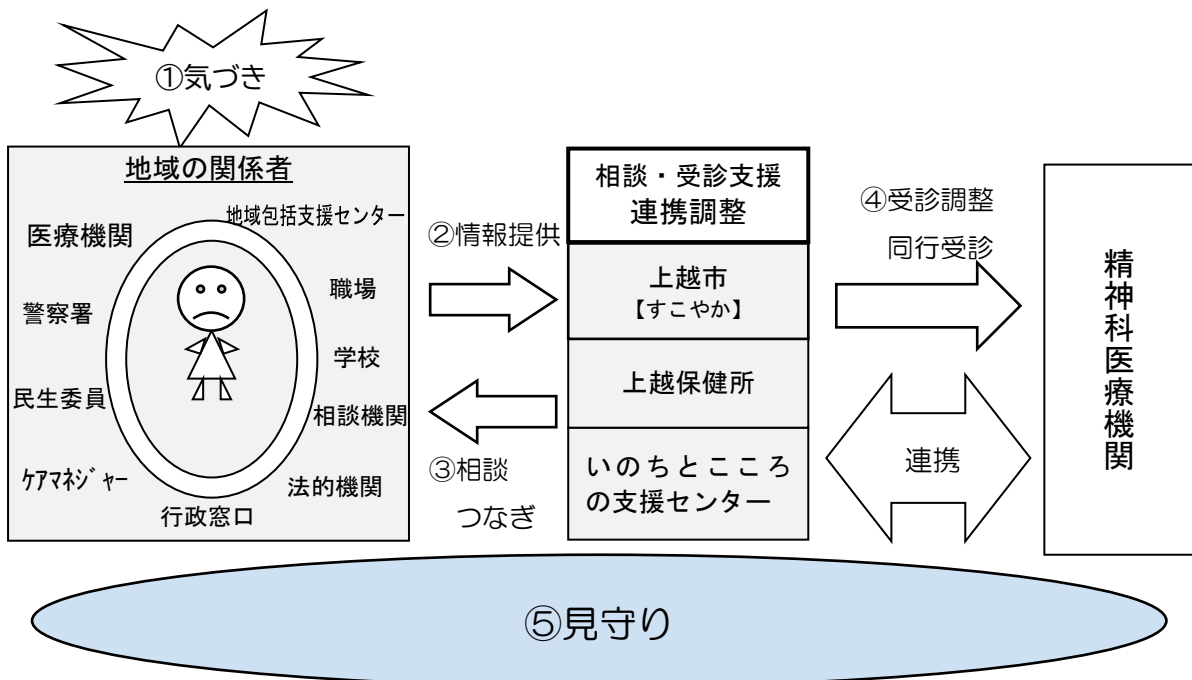 ①気づき
地域の関係者
地域包括支援センター
医療機関
職場
警察署
学校
民生委員
相談機関
ｹｱﾏﾈｼﾞｬｰ
法的機関
行政窓口
②情報提供
③相談
つなぎ
相談・受診支援
連携調整
上越市
【すこやか】
上越保健所
いのちとこころ
の支援センター
④受診調整
同行受診
連携
精神科医療機関
⑤見守り